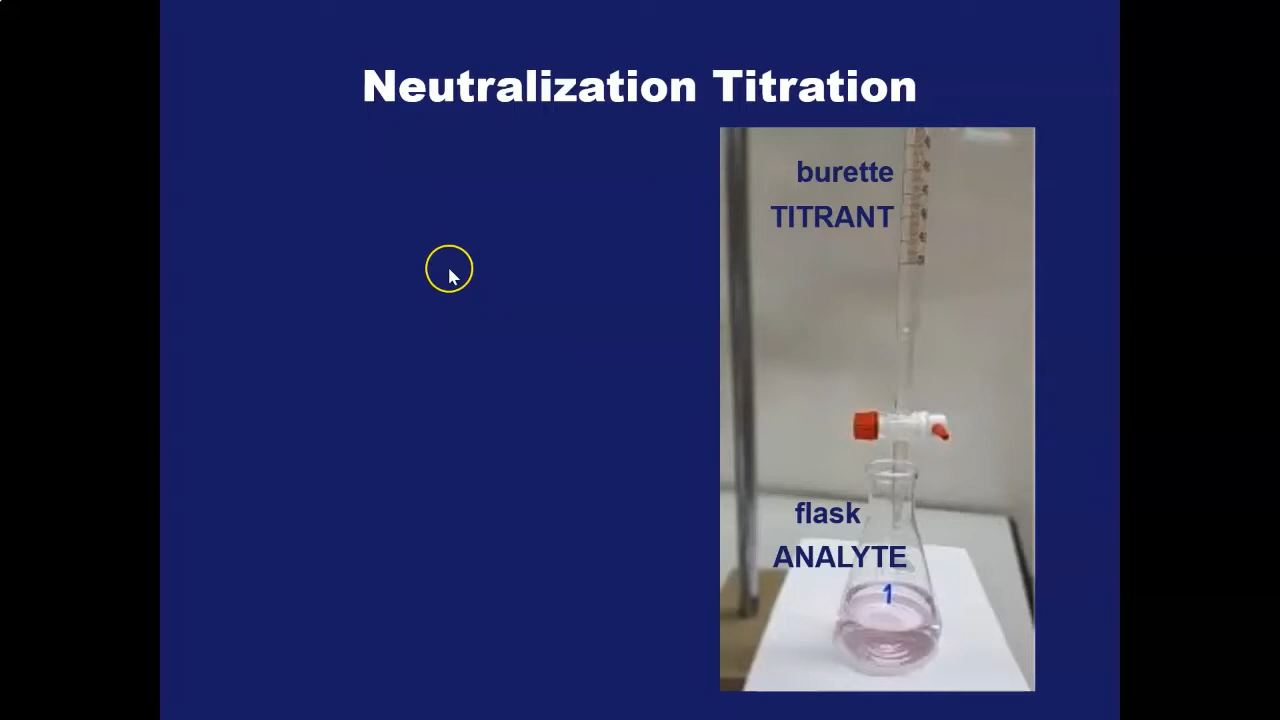 Neutralization Titration
burette
TITRANT
flask
ANALYTE
1